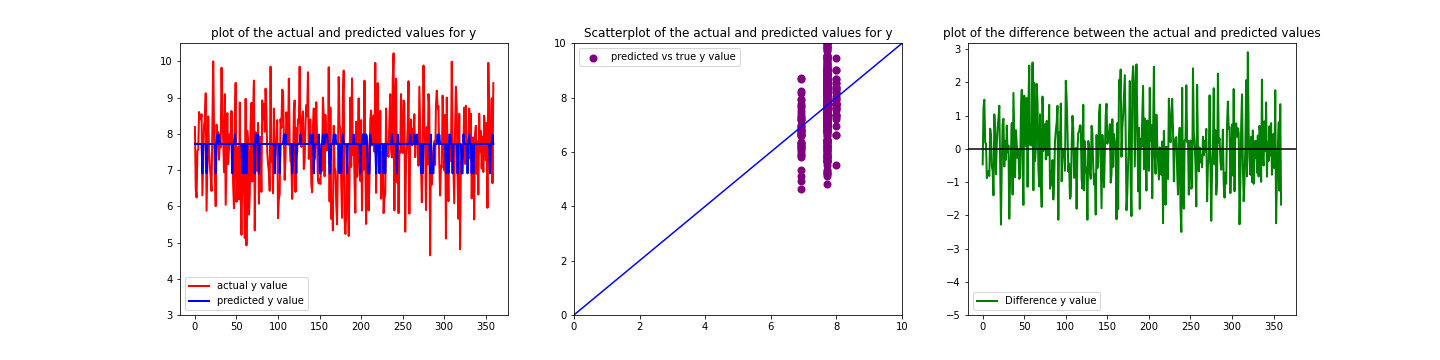 plot of the actual and predicted values for y
10
9
8
7
6
5
4
3
0 50 100 150 200 250 300 350
actual y value
predicted y value
Scatterplot of the actual and predicted values for y
10
8
6
4
2
0
0 2 4 6 8 10
predicted vs true y value
plot of the difference between the actual and predicted values
3
2
1
0
−1
−2
−3
−4
−5
0 50 100 150 200 250 300 350
Difference y value